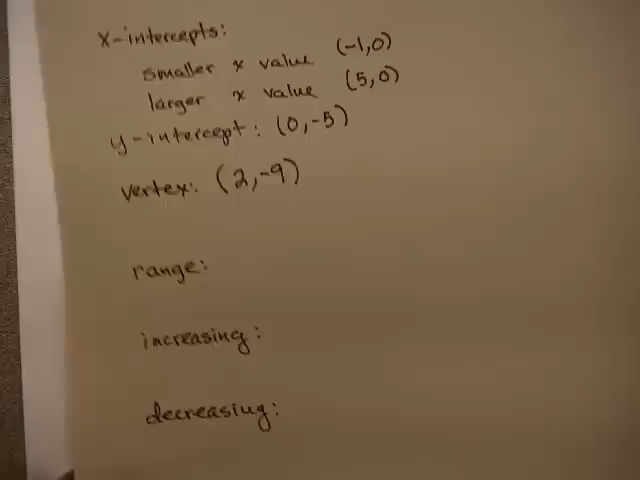 x-intercepts:
smaller x value (-1,0)
larger x value (5,0)
y-intercept: (0,-5)
vertex: (2,-9)
range:
increasing:
decreasing: